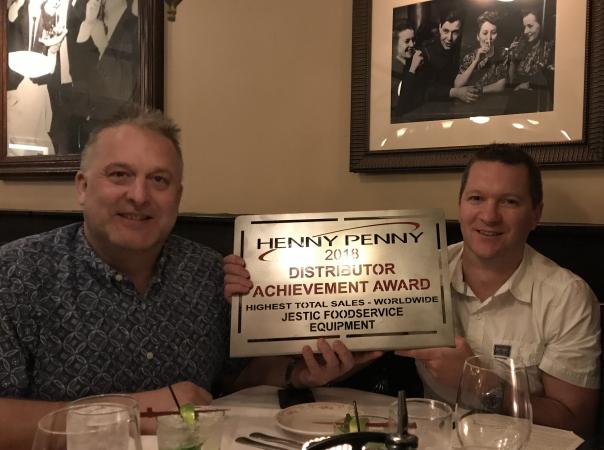 HENNY PENNY
2018
DISTRIBUTOR
ACHIEVEMENT AWARD
HIGHEST TOTAL SALES - WORLDWIDE
JESTIC FOODSERVICE
EQUIPMENT